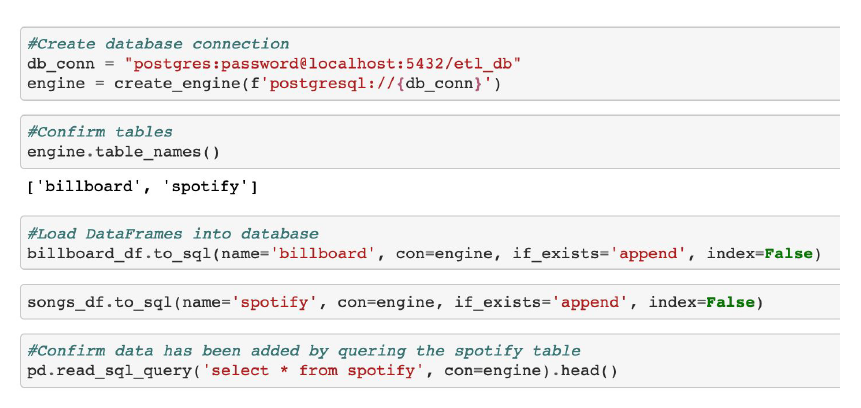 #Create database connection
db_conn = "postgres:password@localhost:5432/etl_db"
engine = create_engine(f'postgresql://{db_conn}')
#Confirm tables
engine.table_names()
['billboard', 'spotify']
#Load DataFrames into database
billboard_df.to_sql(name='billboard', con=engine, if_exists='append', index=False)
songs_df.to_sql(name='spotify', con=engine, if_exists='append', index=False)
#Confirm data has been added by quering the spotify table
pd.read_sql_query('select * from spotify', con=engine).head()